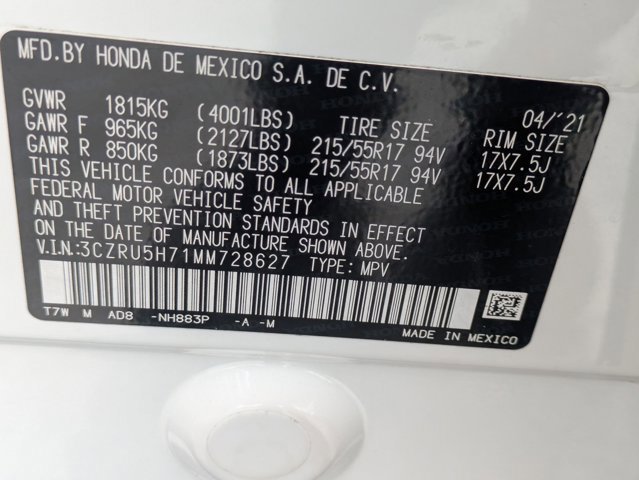 MFD.BY HONDA DE MEXICO S.A. DE C.V.
04/'21
GVWR 1815KG (4001LBS) TIRE SIZE RIM SIZE
GAWR F 965KG (2127LBS) 215/55R17 94V 17X7.5J
GAWR R 850KG (1873LBS) 215/55R17 94V 17X7.5J
THIS VEHICLE CONFORMS TO ALL APPLICABLE
FEDERAL MOTOR VEHICLE SAFETY
AND THEFT PREVENTION STANDARDS IN EFFECT
ON THE DATE OF MANUFACTURE SHOWN ABOVE.
V.I.N:3CZRU5H71MM728627 TYPE: MPV
T7W M AD8 -NH883P -A -M
MADE IN MEXICO